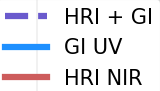 HRI + GI
GI UV
HRI NIR